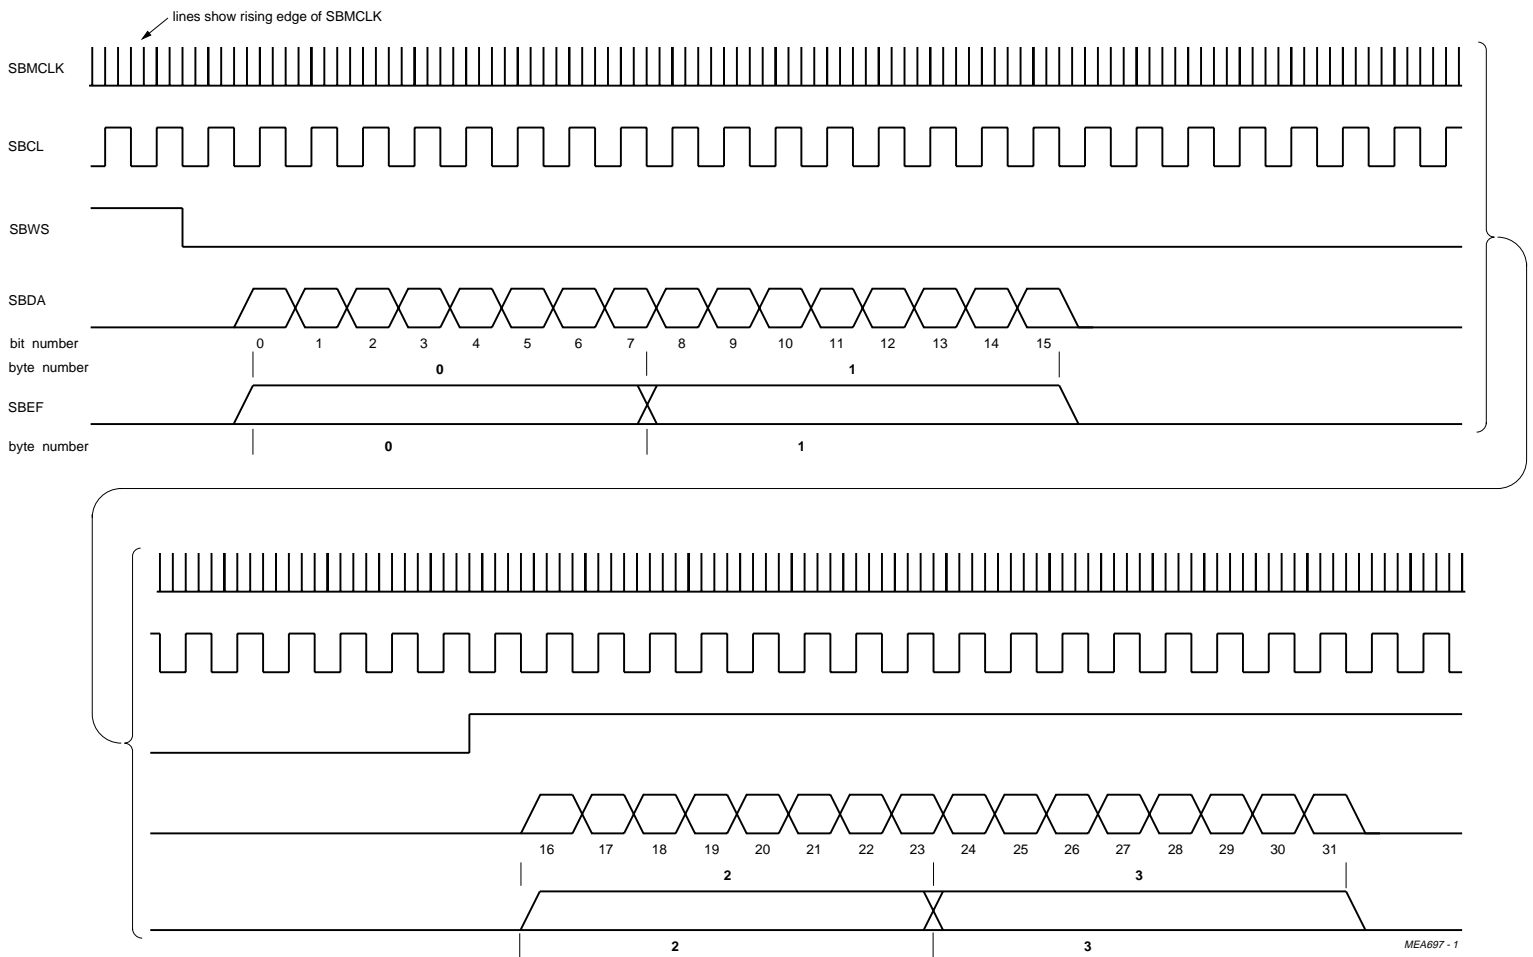 lines show rising edge of SBMCLK
SBMCLK
SBCL
SBWS
SBDA
bit number 0 1 2 3 4 5 6 7 8 9 10 11 12 13 14 15
byte number 0 1
SBEF
byte number 0 1
16 17 18 19 20 21 22 23 24 25 26 27 28 29 30 31
2 3
2 3
MEA697 - 1